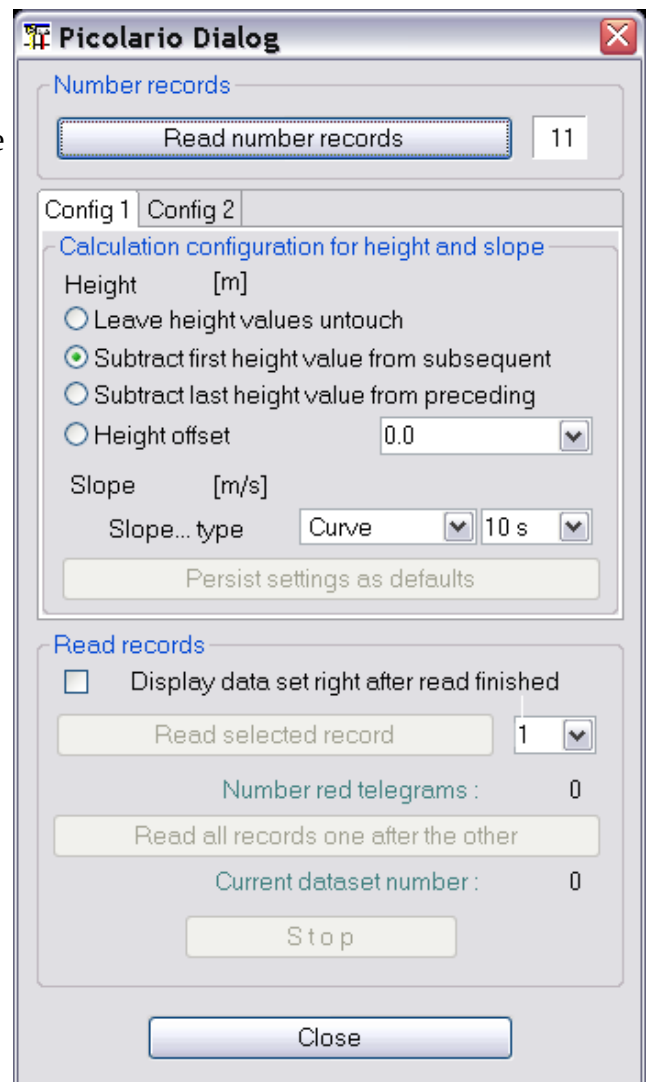 Picolario Dialog
Number records
e
Read number records 11
Config 1 Config 2
Calculation configuration for height and slope
Height [m]
Leave height values untouch
Subtract first height value from subsequent
Subtract last height value from preceding
Height offset 0.0
Slope [m/s]
Slope... type Curve 10 s
Persist settings as defaults
Read records
Display data set right after read finished
Read selected record 1
Number red telegrams : 0
Read all records one after the other
Current dataset number : 0
Stop
Close